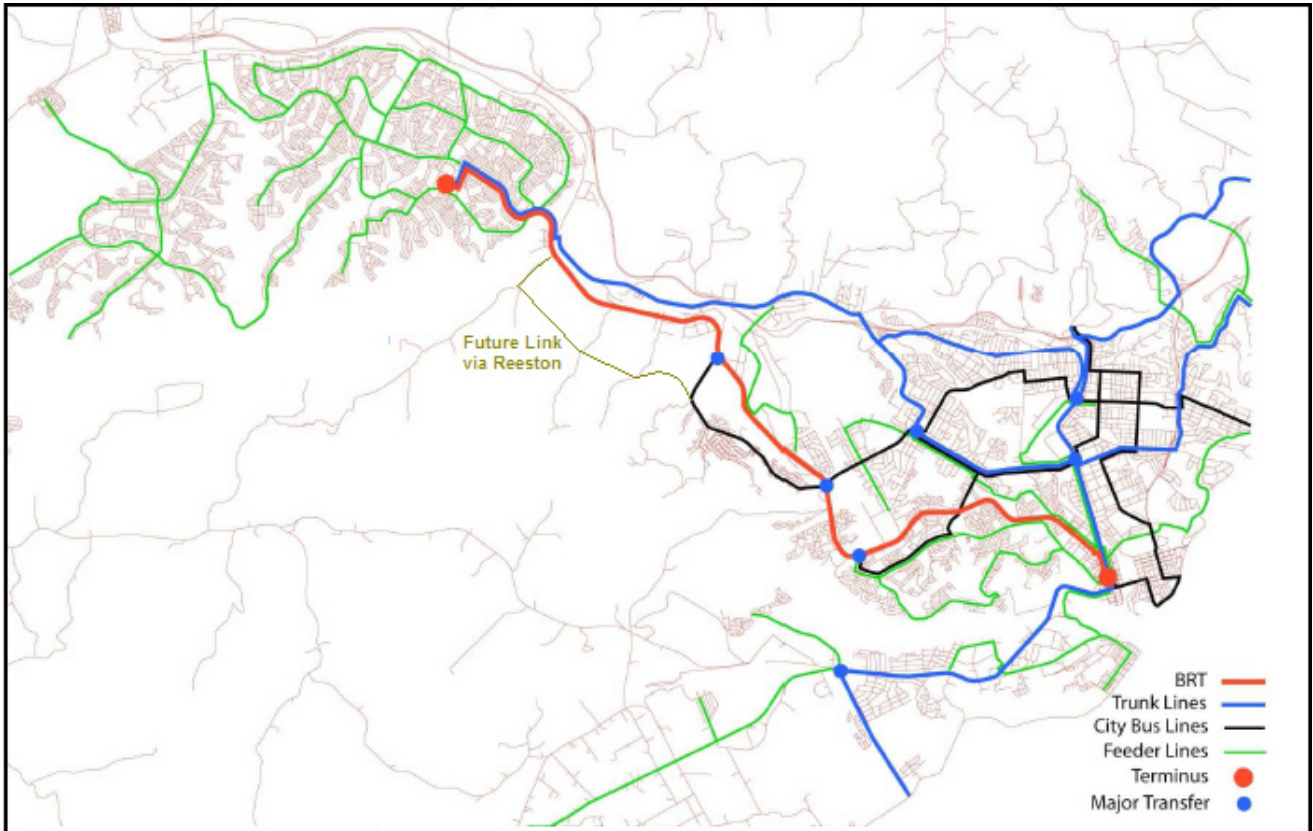 Future Link
via Reeston
BRT
Trunk Lines
City Bus Lines
Feeder Lines
Terminus
Major Transfer